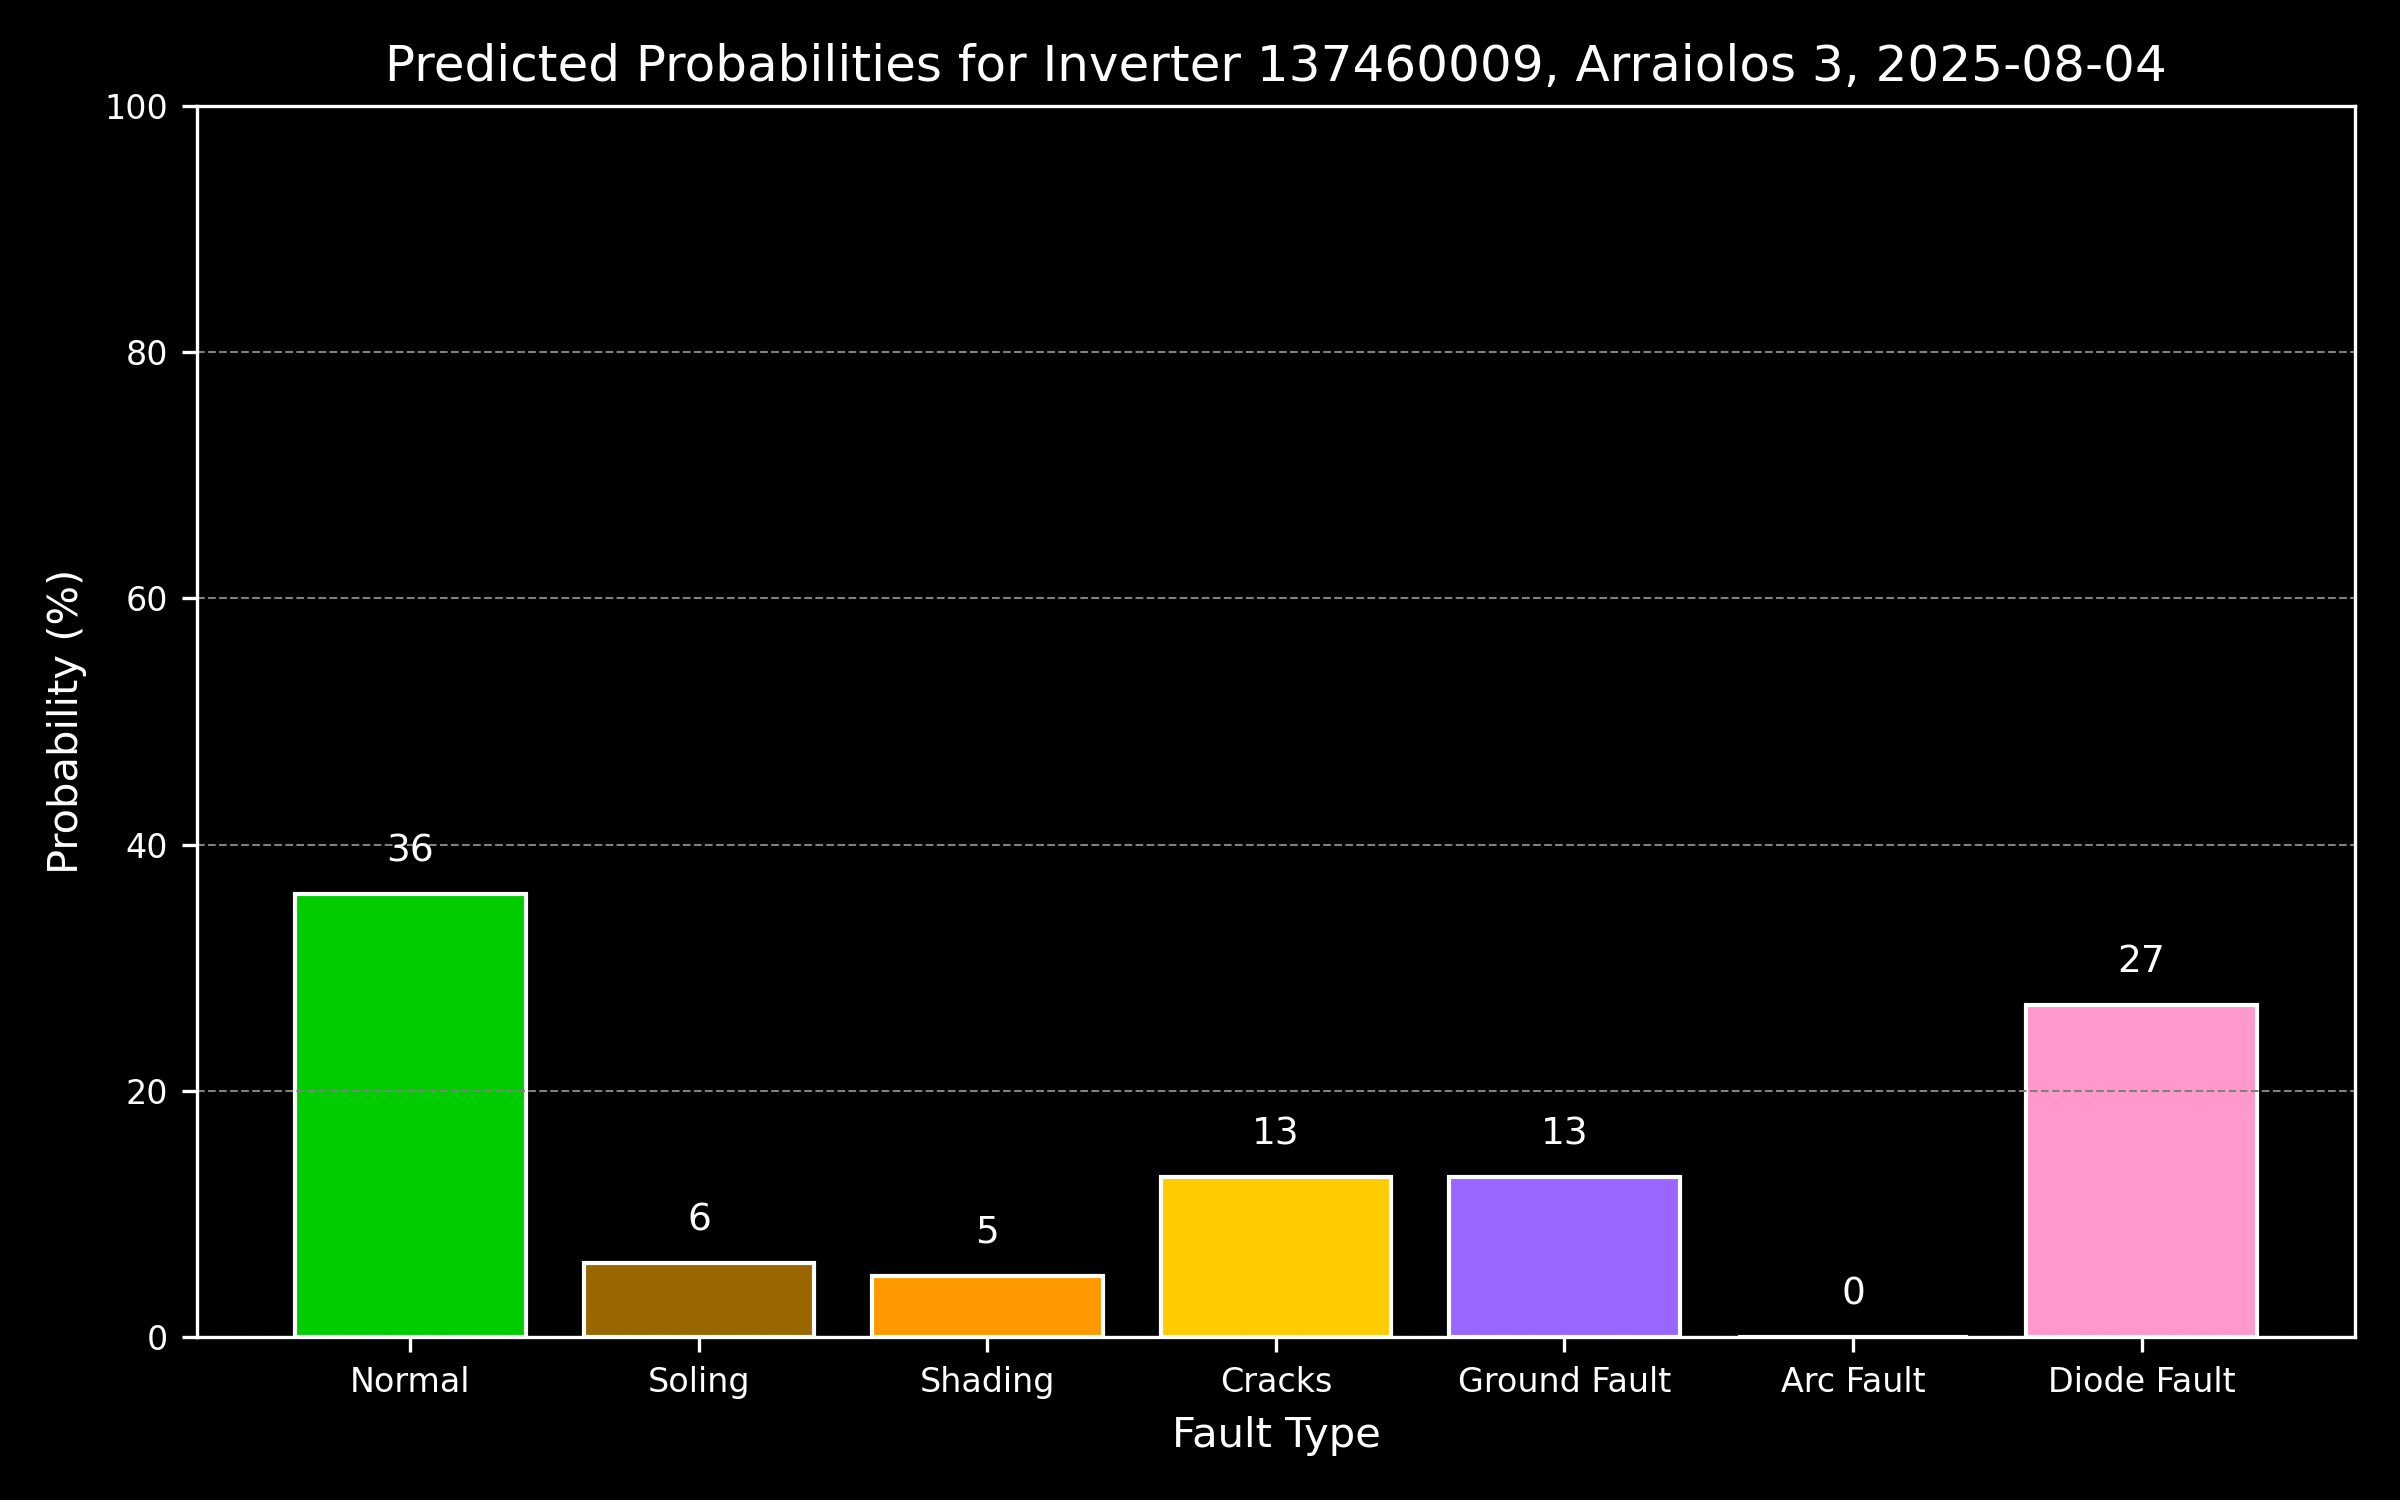 Predicted Probabilities for Inverter 137460009, Arraiolos 3, 2025-08-04
100
80
60
40
20
0
Probability (%)
36
6
5
13
13
0
27
Normal
Soling
Shading
Cracks
Ground Fault
Arc Fault
Diode Fault
Fault Type